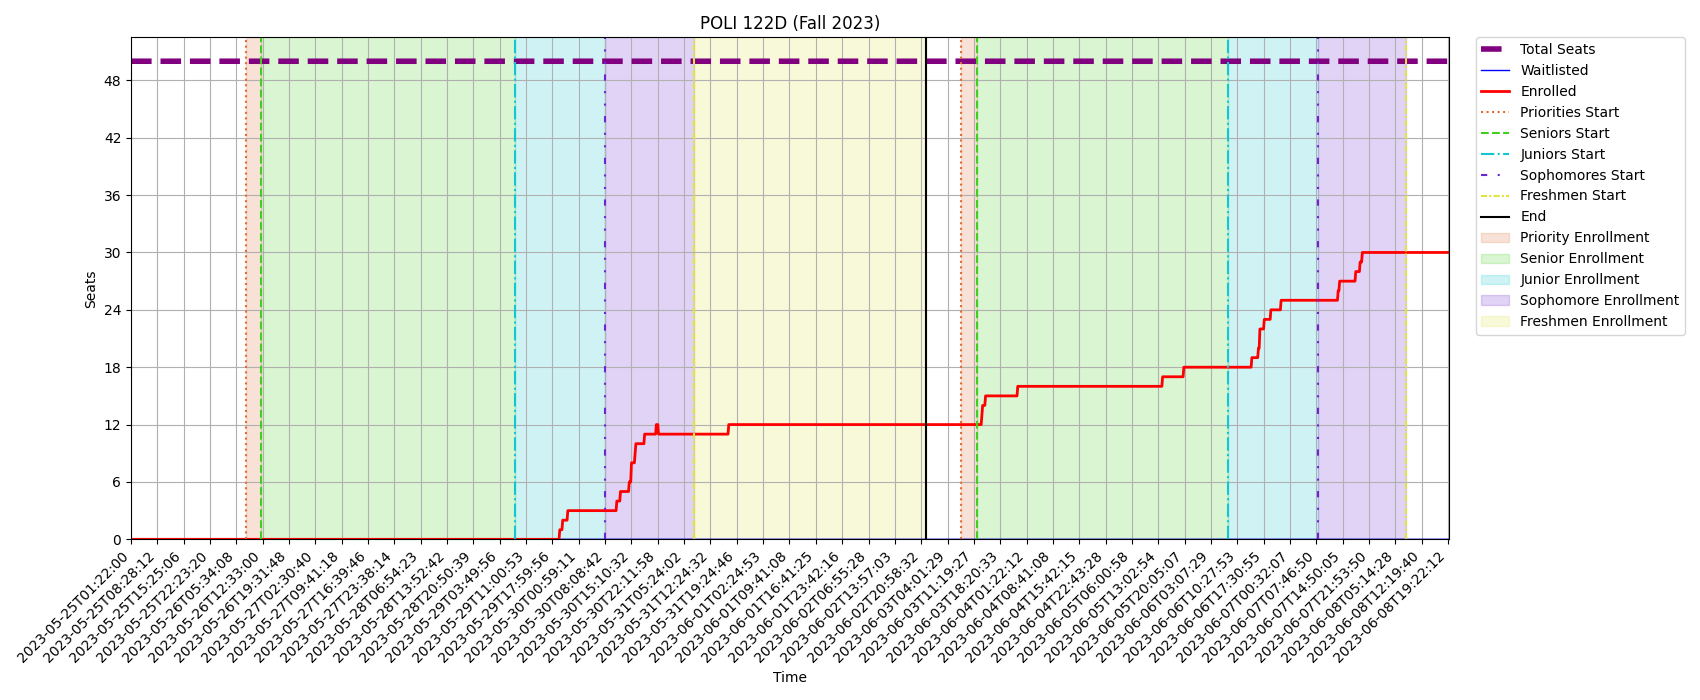 POLI 122D (Fall 2023)
Seats
48
42
36
30
24
18
12
6
0
2023-05-25T01:22:00
2023-05-25T08:28:12
2023-05-25T15:25:06
2023-05-25T22:23:20
2023-05-26T05:34:08
2023-05-26T12:33:00
2023-05-26T19:31:48
2023-05-27T02:30:40
2023-05-27T09:41:18
2023-05-27T16:39:46
2023-05-27T23:38:14
2023-05-28T06:54:23
2023-05-28T13:52:42
2023-05-28T20:50:39
2023-05-29T03:49:56
2023-05-29T11:00:53
2023-05-29T17:59:56
2023-05-30T00:59:11
2023-05-30T08:08:42
2023-05-30T15:10:32
2023-05-30T22:11:58
2023-05-31T05:24:02
2023-05-31T12:24:32
2023-05-31T19:24:46
2023-06-01T02:24:53
2023-06-01T09:41:08
2023-06-01T16:41:25
2023-06-01T23:42:16
2023-06-02T06:55:28
2023-06-02T13:57:03
2023-06-02T20:58:32
2023-06-03T04:01:29
2023-06-03T11:19:27
2023-06-03T18:20:33
2023-06-04T01:22:12
2023-06-04T08:41:08
2023-06-04T15:42:15
2023-06-04T22:43:28
2023-06-05T06:00:58
2023-06-05T13:02:54
2023-06-05T20:05:07
2023-06-06T03:07:29
2023-06-06T10:27:53
2023-06-06T17:30:55
2023-06-07T00:32:07
2023-06-07T07:46:50
2023-06-07T14:50:05
2023-06-07T21:53:50
2023-06-08T05:14:28
2023-06-08T12:19:40
2023-06-08T19:22:12
Time
Total Seats
Waitlisted
Enrolled
Priorities Start
Seniors Start
Juniors Start
Sophomores Start
Freshmen Start
End
Priority Enrollment
Senior Enrollment
Junior Enrollment
Sophomore Enrollment
Freshmen Enrollment